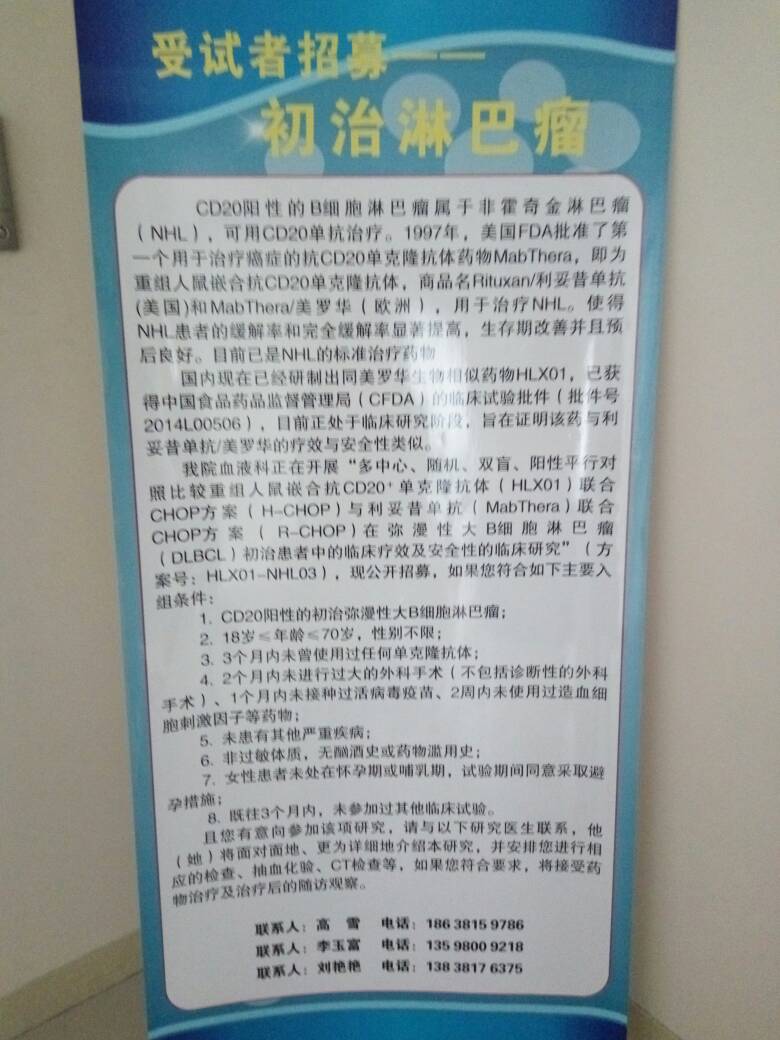 受试者招募——
初治淋巴瘤
CD20阳性的B细胞淋巴瘤属于非霍奇金淋巴瘤
（NHL），可用CD20单抗治疗。1997年，美国FDA批准了第
一个用于治疗癌症的抗CD20单克隆抗体药物MabThera，即为
重组人鼠嵌合抗CD20单克隆抗体，商品名Rituxan/利妥昔单抗
(美国)和MabThera/美罗华（欧洲），用于治疗NHL。使得
NHL患者的缓解率和完全缓解率显著提高，生存期改善并且预
后良好。目前已是NHL的标准治疗药物
国内现在已经研制出同美罗华生物相似药物HLX01，已获
得中国食品药品监督管理局（CFDA）的临床试验批件（批件号
2014L00506），目前正处于临床研究阶段，旨在证明该药与利
妥昔单抗/美罗华的疗效与安全性类似。
我院血液科正在开展“多中心、随机、双盲、阳性平行对
照比较重组人鼠嵌合抗CD20⁺单克隆抗体（HLX01）联合
CHOP方案（H-CHOP）与利妥昔单抗（MabThera）联合
CHOP方案（R-CHOP）在弥漫性大B细胞淋巴瘤
（DLBCL）初治患者中的临床疗效及安全性的临床研究”（方
案号：HLX01-NHL03），现公开招募，如果您符合如下主要入
组条件：
1. CD20阳性的初治弥漫性大B细胞淋巴瘤；
2. 18岁≤年龄≤70岁，性别不限；
3. 3个月内未曾使用过任何单克隆抗体；
4. 2个月内未进行过大的外科手术（不包括诊断性的外科
手术）、1个月内未接种过活病毒疫苗、2周内未使用过造血细
胞刺激因子等药物；
5. 未患有其他严重疾病；
6. 非过敏体质，无酗酒史或药物滥用史；
7. 女性患者未处在怀孕期或哺乳期，试验期间同意采取避
孕措施；
8. 既往3个月内，未参加过其他临床试验。
且您有意向参加该项研究，请与以下研究医生联系，他
（她）将面对面地、更为详细地介绍本研究，并安排您进行相
应的检查、抽血化验、CT检查等，如果您符合要求，将接受药
物治疗及治疗后的随访观察。
联系人：高 雪 电话：186 3815 9786
联系人：李玉富 电话：135 9800 9218
联系人：刘艳艳 电话：138 3817 6375